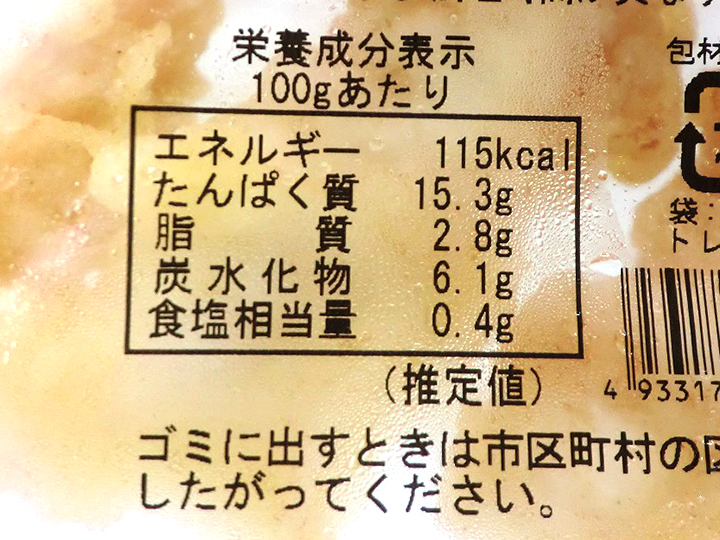 栄養成分表示
100gあたり
エネルギー 115kcal
たんぱく質 15.3g
脂質 2.8g
炭水化物 6.1g
食塩相当量 0.4g
(推定値)
ゴミに出すときは市区町村の区
したがってください。
包材
袋:
トレ
4 93317